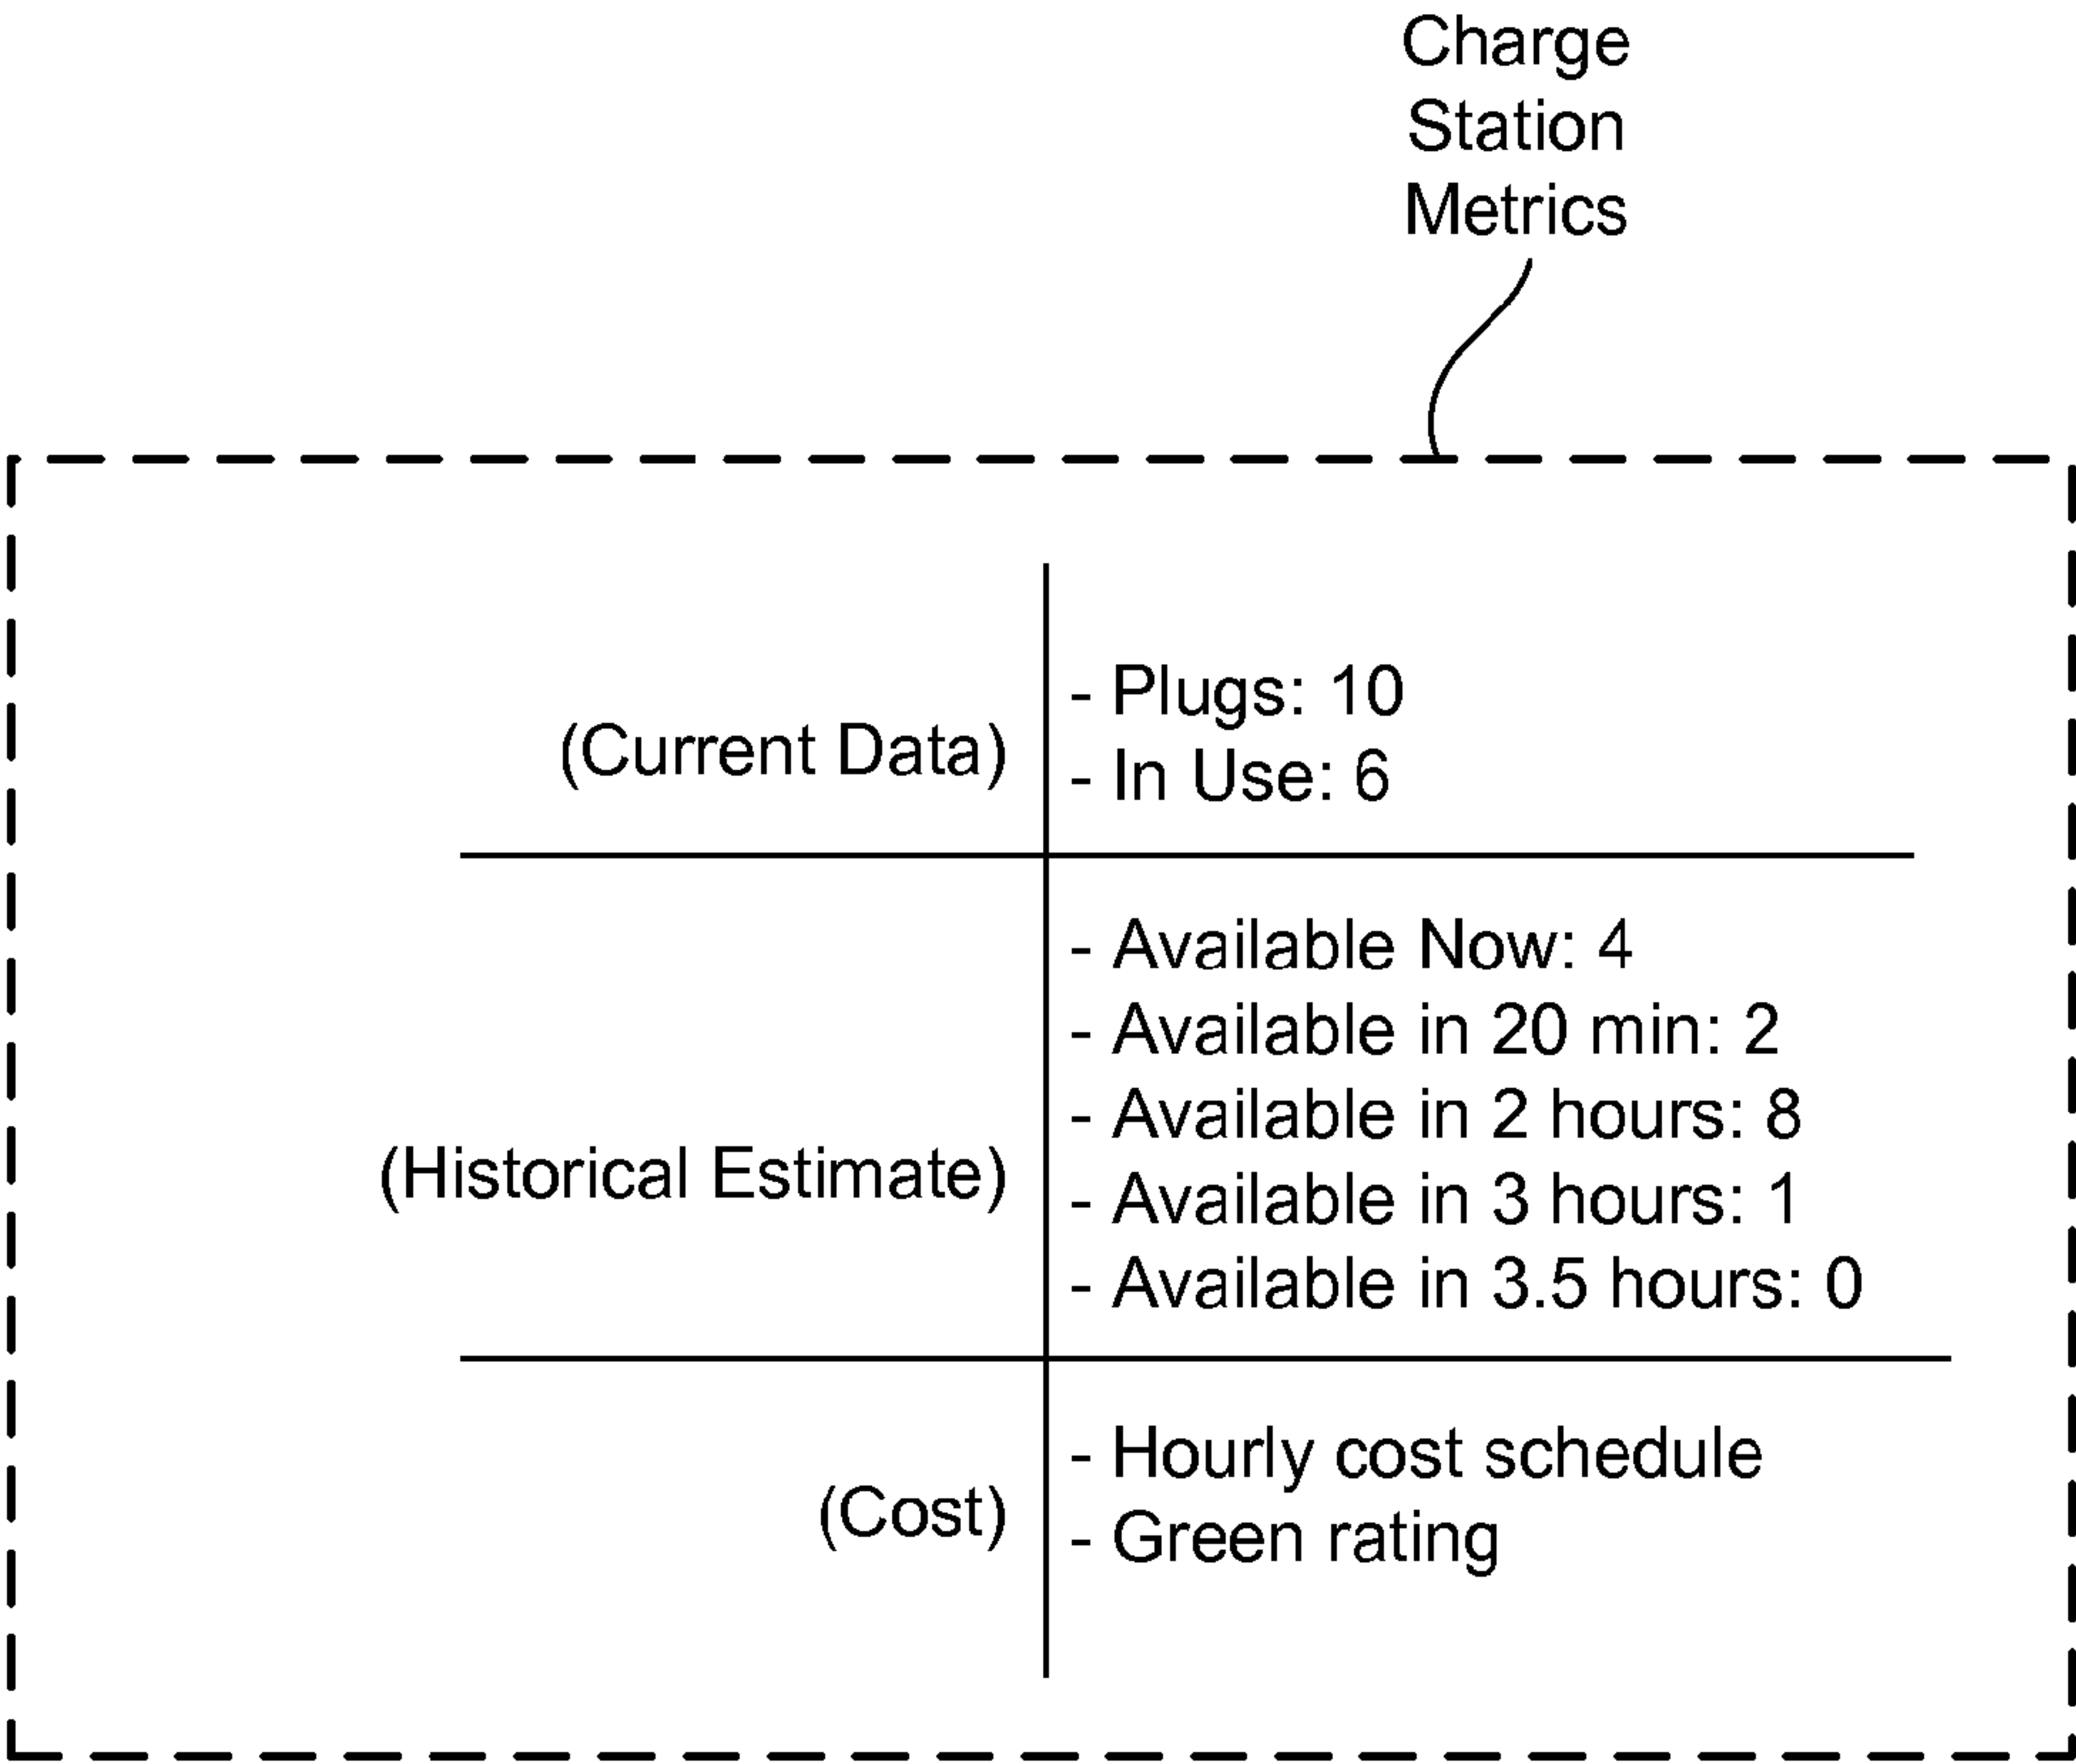 Charge
Station
Metrics
(Current Data)
- Plugs: 10
- In Use: 6
(Historical Estimate)
- Available Now: 4
- Available in 20 min: 2
- Available in 2 hours: 8
- Available in 3 hours: 1
- Available in 3.5 hours: 0
(Cost)
- Hourly cost schedule
- Green rating